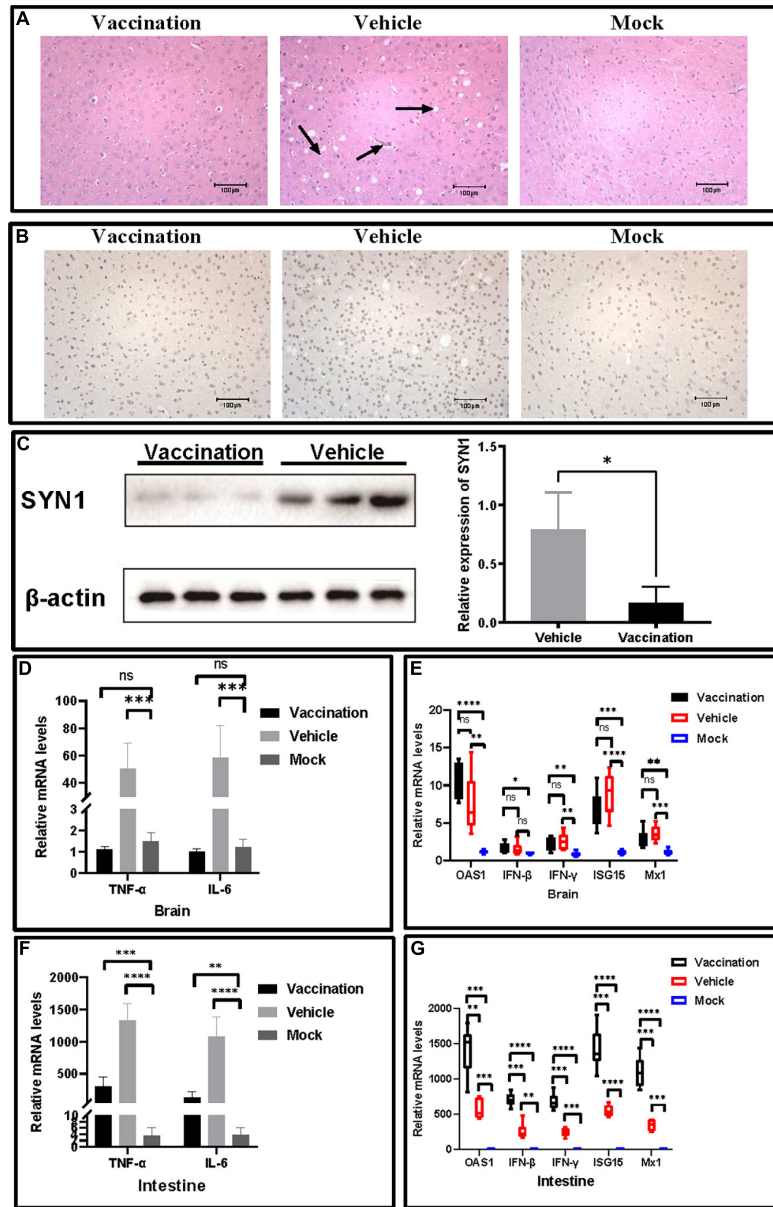 A
Vaccination Vehicle Mock
100μm 100μm 100μm
B
Vaccination Vehicle Mock
100μm 100μm 100μm
C
Vaccination Vehicle
SYN1
β-actin
Relative expression of SYN1
1.5
1.0
0.5
0.0
*
Vehicle Vaccination
D
Relative mRNA levels
100
80
60
40
20
3
2
1
0
ns ns
*** ***
Vaccination
Vehicle
Mock
TNF-α IL-6
Brain
E
Relative mRNA levels
20
15
10
5
0
**** ns **
* ns ns
** ns **
*** ns ****
** ns ***
Vaccination
Vehicle
Mock
OAS1 IFN-β IFN-γ ISG15 Mx1
Brain
F
Relative mRNA levels
2000
1500
1000
500
10
8
6
4
2
0
*** **
**** ****
Vaccination
Vehicle
Mock
TNF-α IL-6
Intestine
G
Relative mRNA levels
2000
1500
1000
500
0
*** ** ***
**** *** **
**** *** ***
**** *** ****
**** *** ***
Vaccination
Vehicle
Mock
OAS1 IFN-β IFN-γ ISG15 Mx1
Intestine